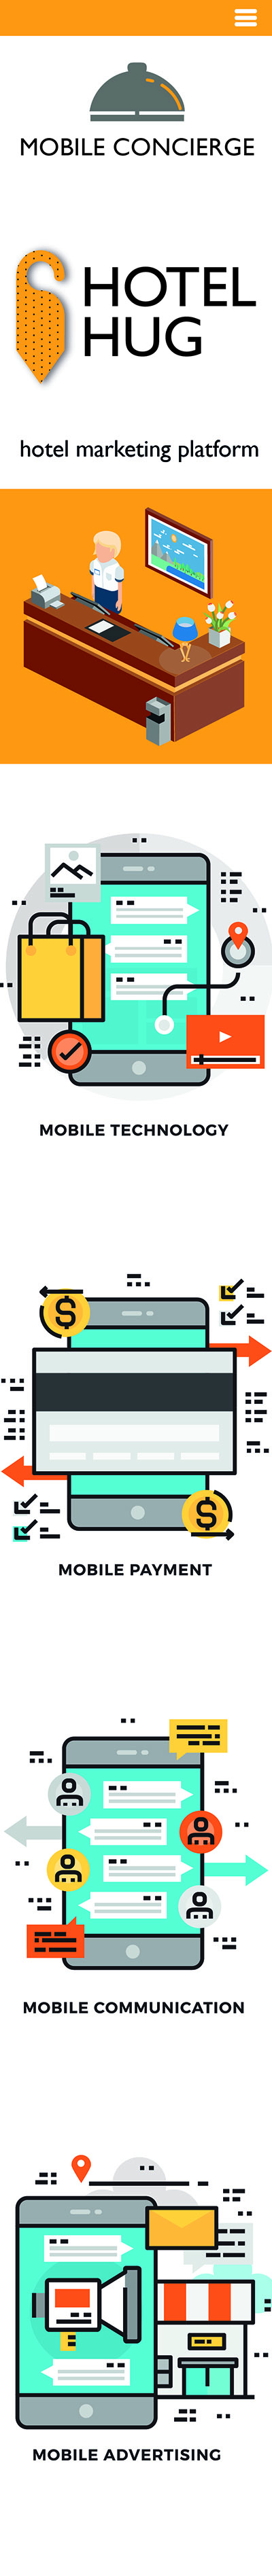 MOBILE CONCIERGE
HOTEL
HUG
hotel marketing platform
MOBILE TECHNOLOGY
MOBILE PAYMENT
MOBILE COMMUNICATION
MOBILE ADVERTISING